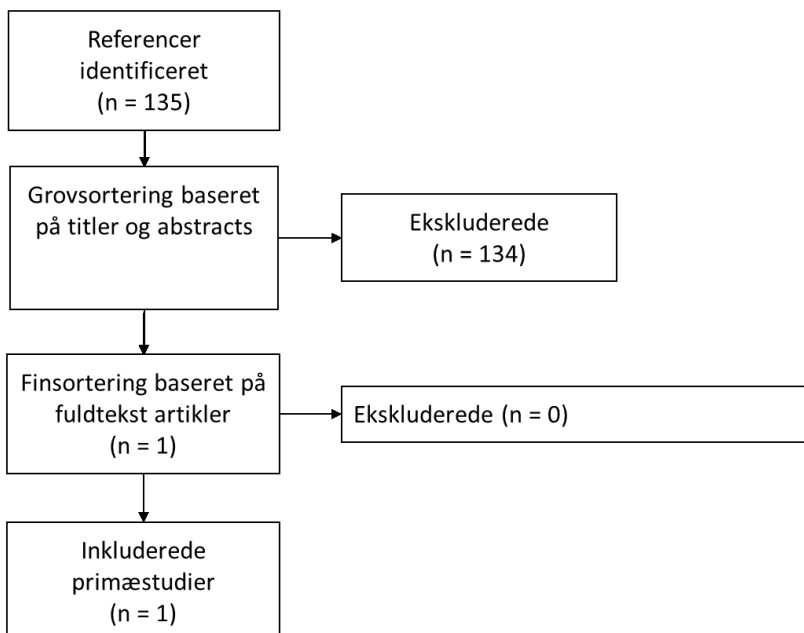 Referencer
identificeret
(n = 135)
Grovsortering baseret
på titler og abstracts
Ekskluderede
(n = 134)
Finsortering baseret på
fuldtekst artikler
(n = 1)
Ekskluderede (n = 0)
Inkluderede
primæstudier
(n = 1)